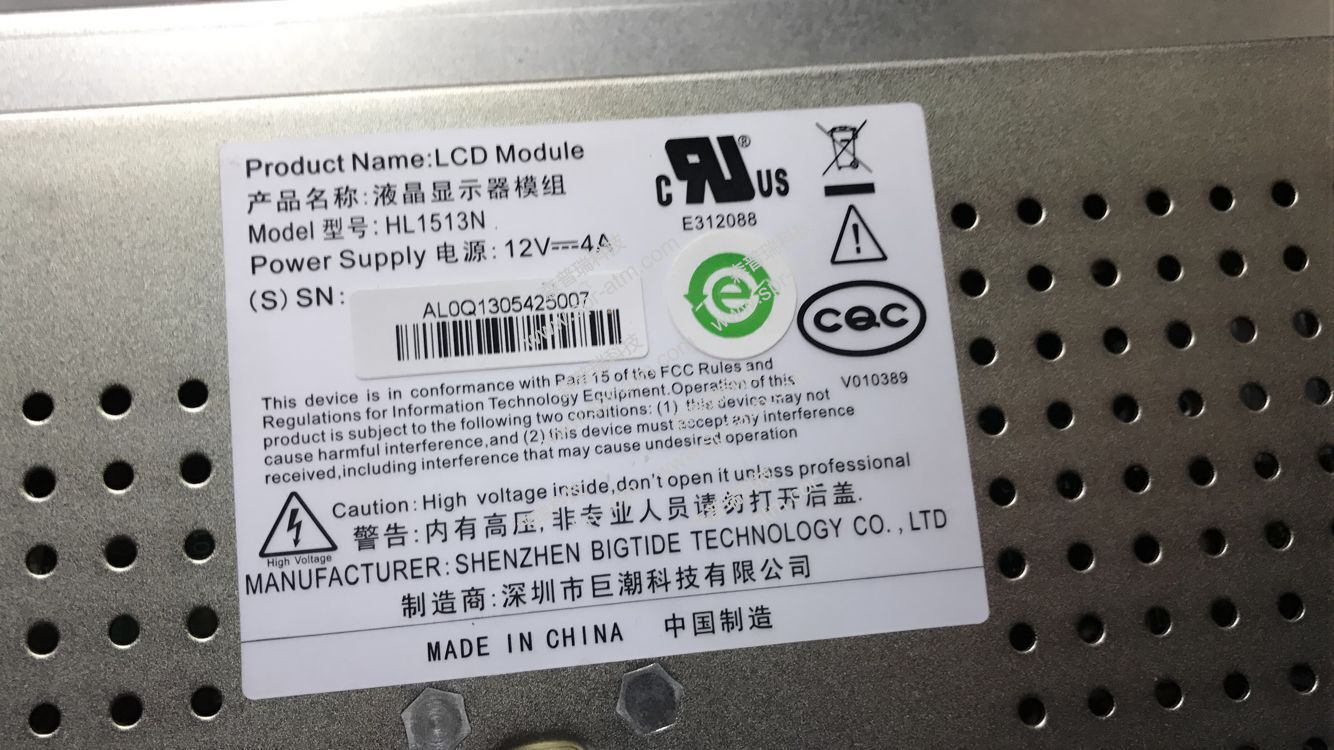 Product Name:LCD Module
产品名称:液晶显示器模组
Model 型号: HL1513N
Power Supply 电源: 12V⎓4A
(S) SN:
AL0Q1305425007
C RU ® US
E312088
e
CQC
V010389
This device is in conformance with Part 15 of the FCC Rules and
Regulations for Information Technology Equipment.Operation of this
product is subject to the following two conditions: (1) this device may not
cause harmful interference,and (2) this device must accept any interference
received,including interference that may cause undesired operation
Caution: High voltage inside,don't open it unless professional
警告:内有高压,非专业人员请勿打开后盖.
High Voltage
MANUFACTURER: SHENZHEN BIGTIDE TECHNOLOGY CO., LTD
制造商:深圳市巨潮科技有限公司
MADE IN CHINA 中国制造